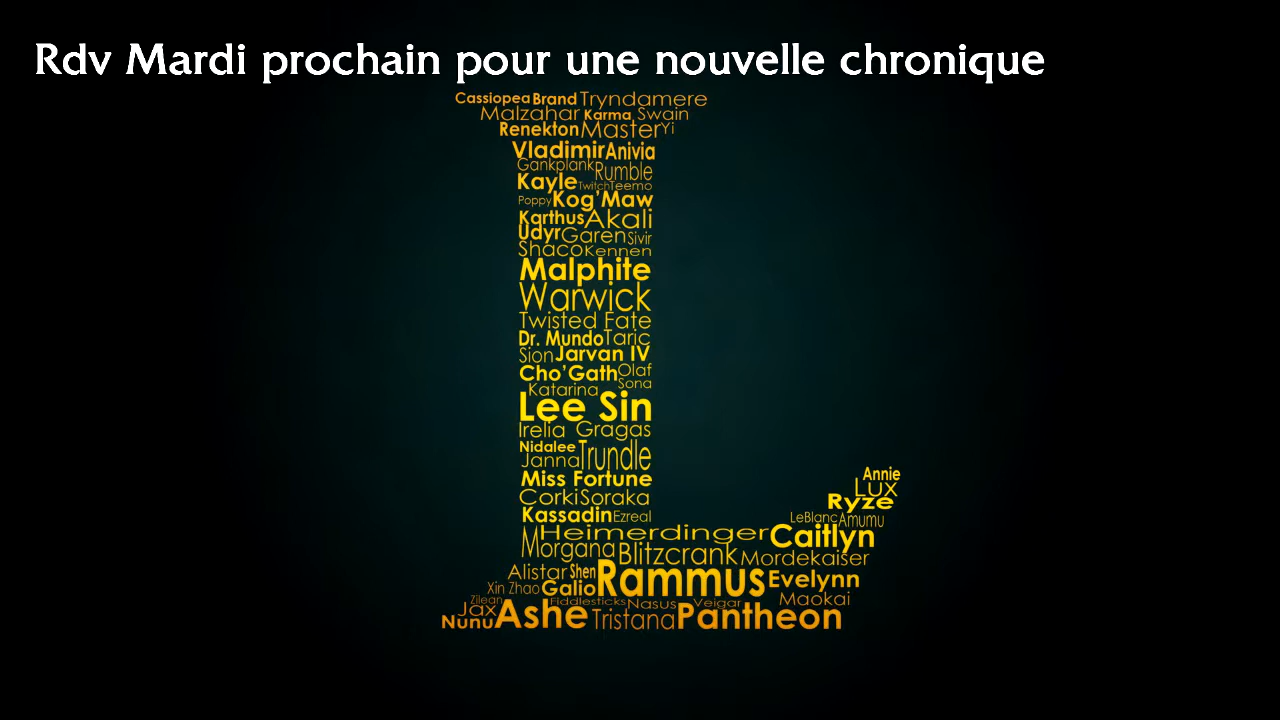 Rdv Mardi prochain pour une nouvelle chronique
Cassiopea Brand Tryndamere
Malzahar Karma Swain
Renekton Master Yi
Vladimir Anivia
Gankplank Rumble
Kayle Twitch Teemo
Poppy Kog'Maw
Karthus Akali
Udyr Garen Sivir
Shaco Kennen
Malphite
Warwick
Twisted Fate
Dr. Mundo Taric
Sion Jarvan IV
Cho'Gath Olaf
Katarina Sona
Lee Sin
Irelia Gragas
Nidalee Trundle
Janna
Miss Fortune
Annie
Corki Soraka Lux
Ryze
Kassadin Ezreal LeBlanc Amumu
Heimerdinger Caitlyn
Morgana Blitzcrank Mordekaiser
Alistar Shen Rammus Evelynn
Xin Zhao Galio
Zilean Fiddlesticks Nasus Veigar Maokai
Jax Ashe Tristana Pantheon
Nunu